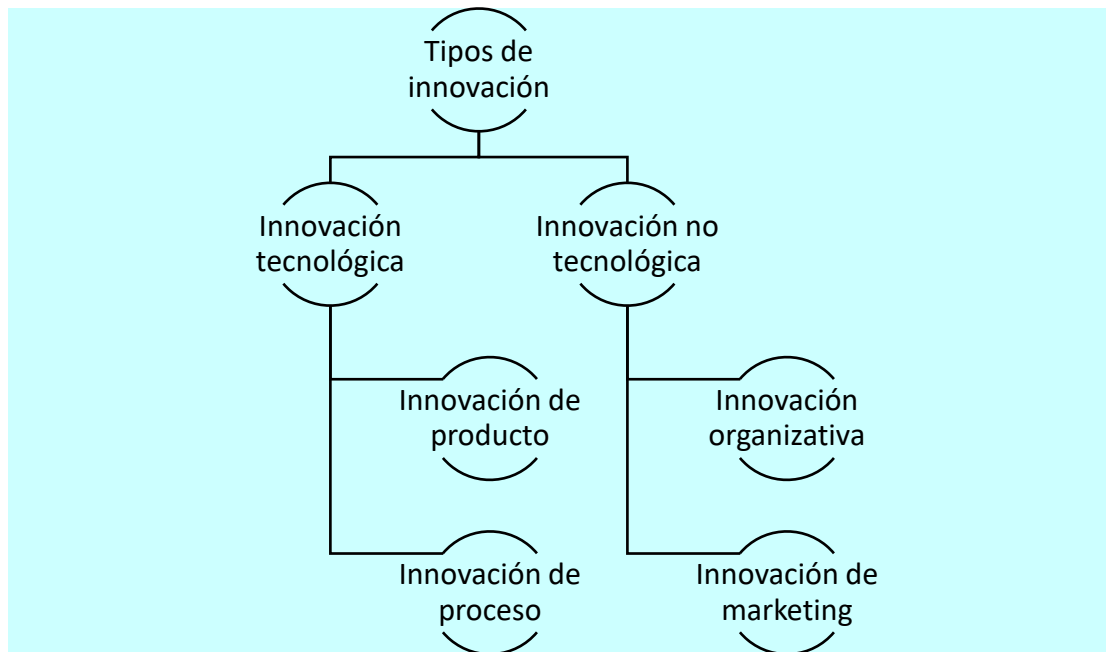 Tipos de
innovación
Innovación
tecnológica
Innovación no
tecnológica
Innovación de
producto
Innovación
organizativa
Innovación de
proceso
Innovación de
marketing